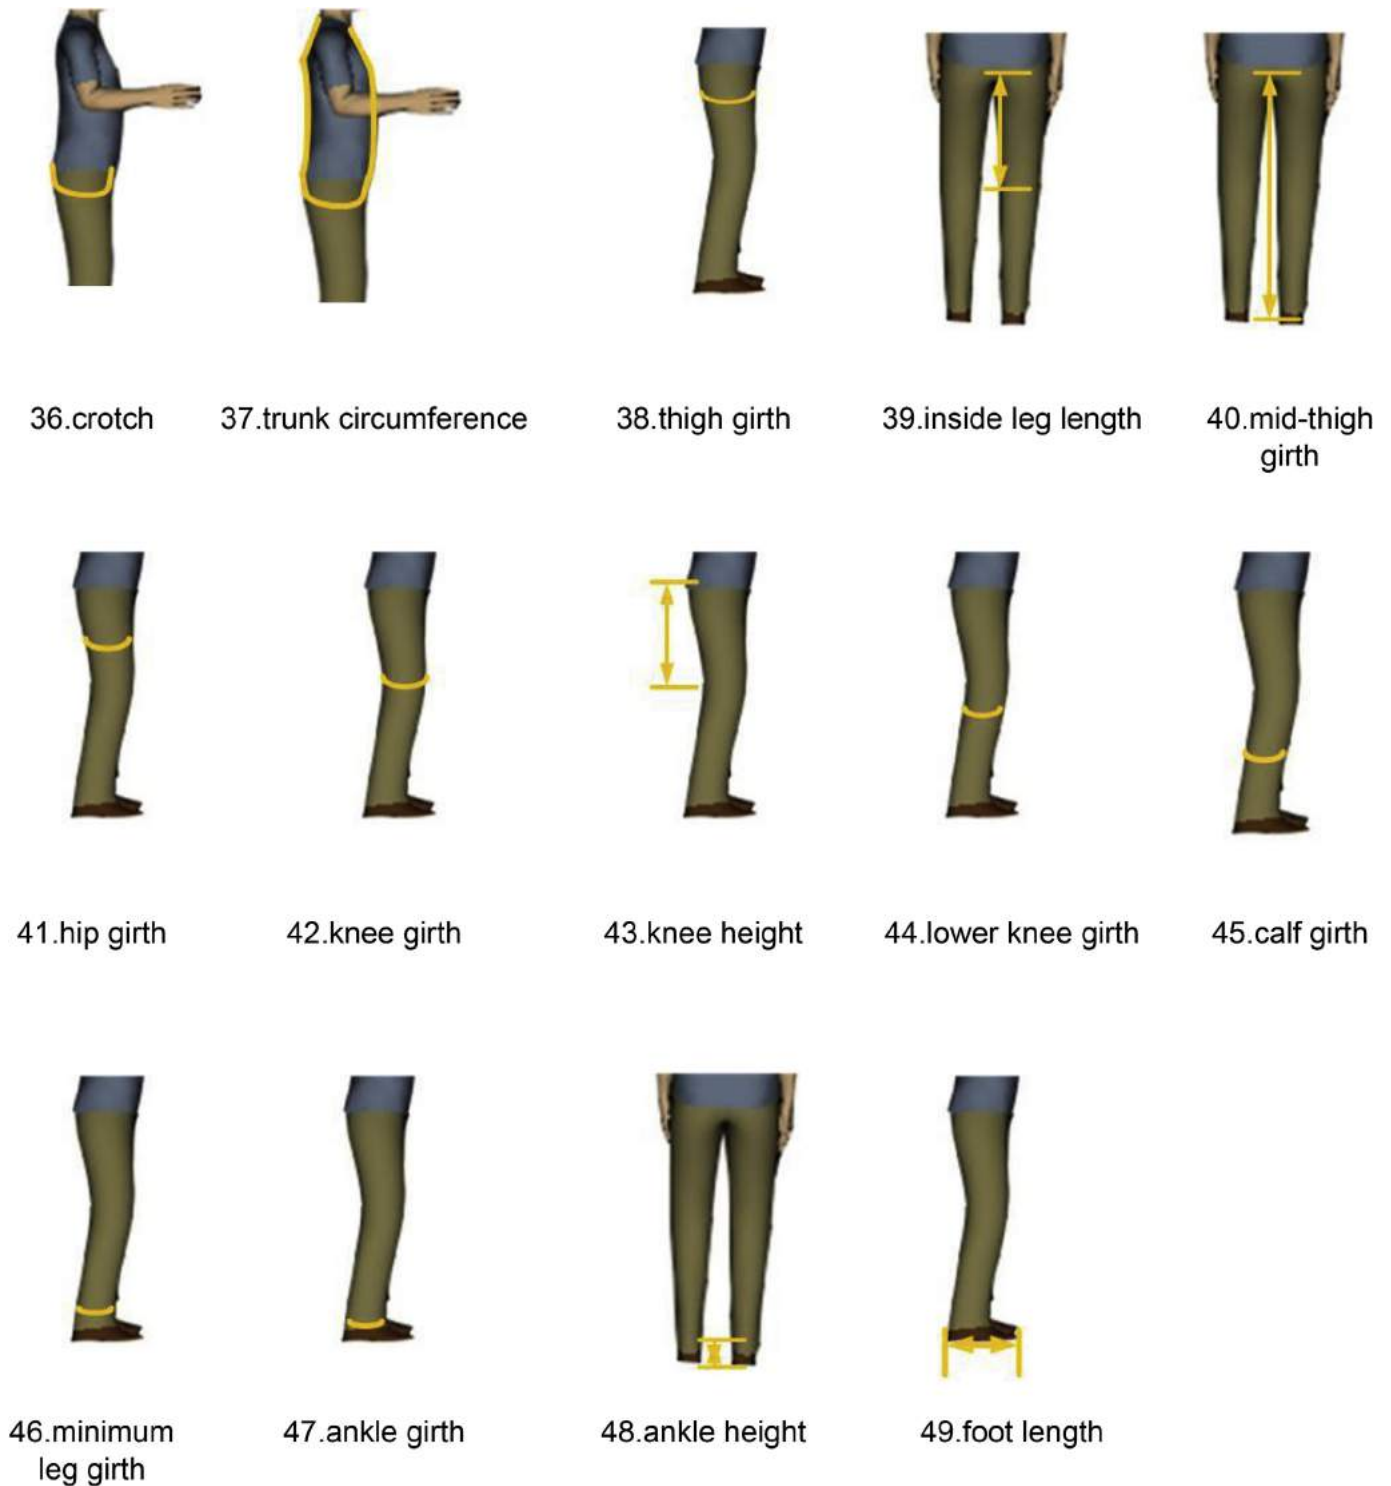 36.crotch
37.trunk circumference
38.thigh girth
39.inside leg length
40.mid-thigh
girth
41.hip girth
42.knee girth
43.knee height
44.lower knee girth
45.calf girth
46.minimum
leg girth
47.ankle girth
48.ankle height
49.foot length